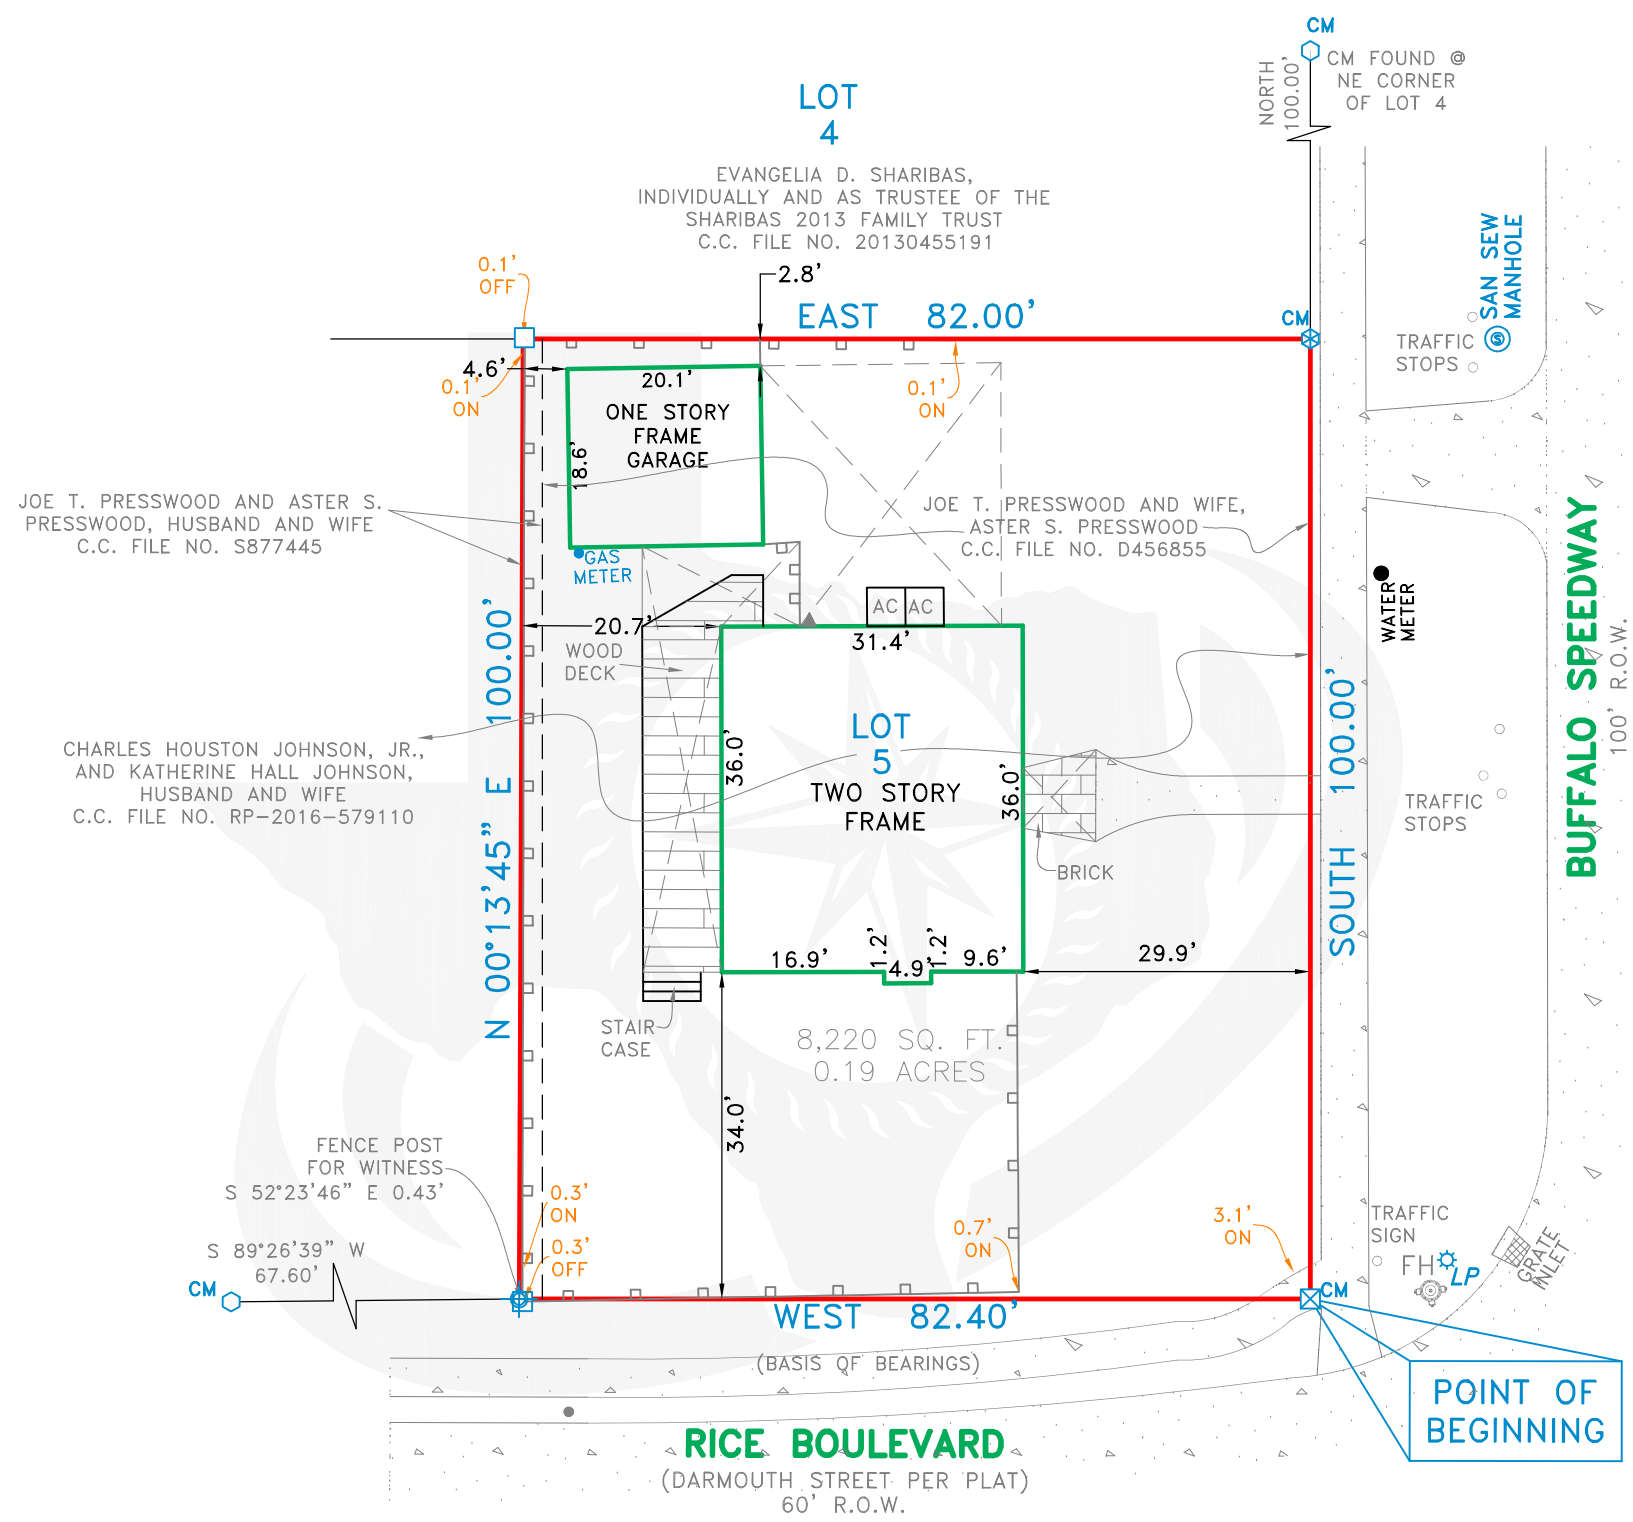 CM
CM FOUND @
NE CORNER
OF LOT 4
NORTH
100.00'
LOT
4
EVANGELIA D. SHARIBAS,
INDIVIDUALLY AND AS TRUSTEE OF THE
SHARIBAS 2013 FAMILY TRUST
C.C. FILE NO. 20130455191
0.1'
OFF
2.8'
EAST 82.00'
CM
SAN SEW
MANHOLE
S
TRAFFIC
STOPS
4.6'
0.1'
ON
20.1'
0.1'
ON
ONE STORY
FRAME
GARAGE
18.6'
JOE T. PRESSWOOD AND ASTER S.
PRESSWOOD, HUSBAND AND WIFE
C.C. FILE NO. S877445
JOE T. PRESSWOOD AND WIFE,
ASTER S. PRESSWOOD
C.C. FILE NO. D456855
GAS
METER
AC
AC
WATER
METER
BUFFALO SPEEDWAY
100' R.O.W.
20.7'
31.4'
WOOD
DECK
N 00°13'45" E 100.00'
SOUTH 100.00'
LOT
5
TWO STORY
FRAME
36.0'
36.0'
CHARLES HOUSTON JOHNSON, JR.,
AND KATHERINE HALL JOHNSON,
HUSBAND AND WIFE
C.C. FILE NO. RP-2016-579110
TRAFFIC
STOPS
BRICK
16.9'
1.2'
4.9'
1.2'
9.6'
29.9'
STAIR
CASE
8,220 SQ. FT.
0.19 ACRES
34.0'
FENCE POST
FOR WITNESS
S 52°23'46" E 0.43'
0.3'
ON
0.3'
OFF
0.7'
ON
3.1'
ON
TRAFFIC
SIGN
FH
LP
GRATE
INLET
S 89°26'39" W
67.60'
CM
CM
WEST 82.40'
(BASIS OF BEARINGS)
POINT OF
BEGINNING
RICE BOULEVARD
(DARMOUTH STREET PER PLAT)
60' R.O.W.